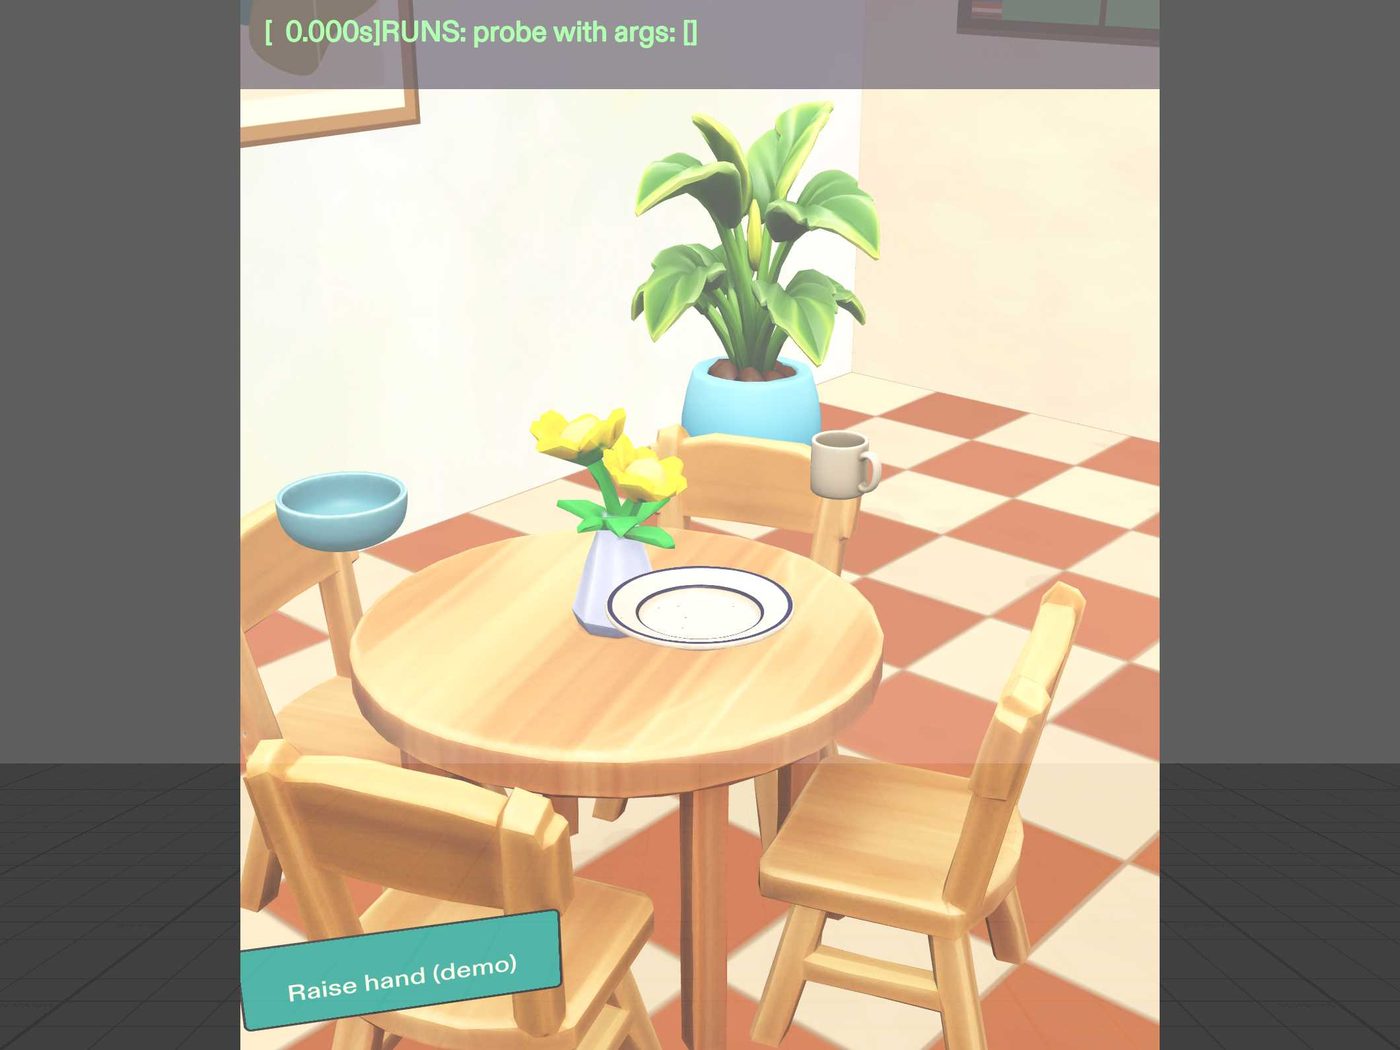 [  0.000s]RUNS: probe with args: []
Raise hand (demo)